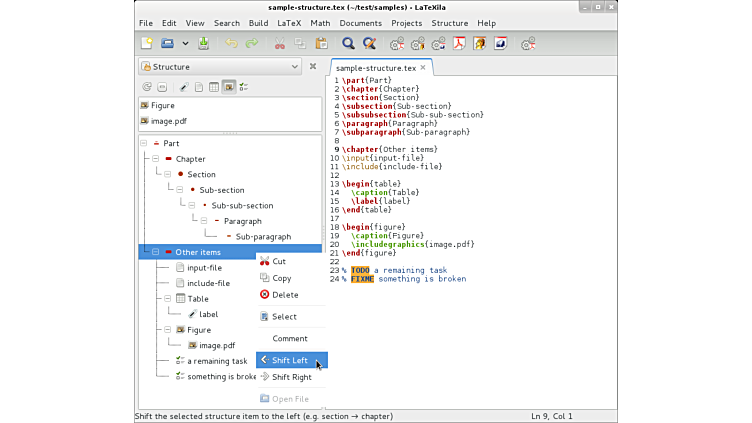 sample-structure.tex (~/test/samples) - LaTeXila
File Edit View Search Build LaTeX Math Documents Projects Structure Help
Structure
sample-structure.tex
Figure
image.pdf
Part
Chapter
Section
Sub-section
Sub-sub-section
Paragraph
Sub-paragraph
Other items
input-file
include-file
Table
label
Figure
image.pdf
a remaining task
something is broke
Cut
Copy
Delete
Select
Comment
Shift Left
Shift Right
Open File
1 \part{Part}
2 \chapter{Chapter}
3 \section{Section}
4 \subsection{Sub-section}
5 \subsubsection{Sub-sub-section}
6 \paragraph{Paragraph}
7 \subparagraph{Sub-paragraph}
8
9 \chapter{Other items}
10 \input{input-file}
11 \include{include-file}
12
13 \begin{table}
14 \caption{Table}
15 \label{label}
16 \end{table}
17
18 \begin{figure}
19 \caption{Figure}
20 \includegraphics{image.pdf}
21 \end{figure}
22
23 % TODO a remaining task
24 % FIXME something is broken
Shift the selected structure item to the left (e.g. section → chapter)
Ln 9, Col 1